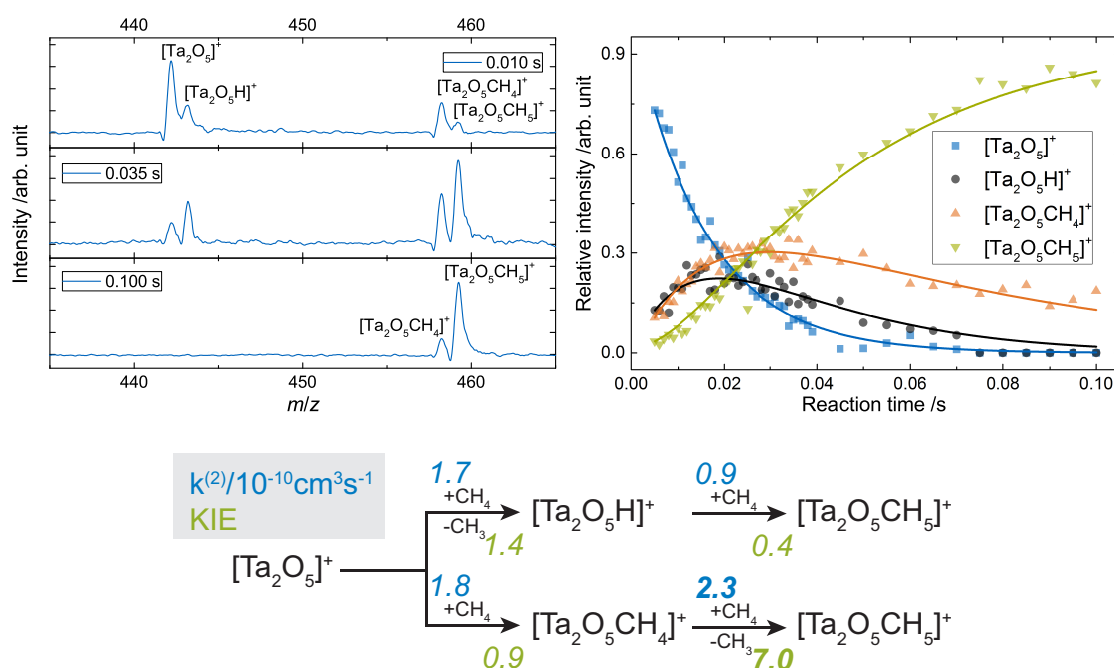 440 450 460
[Ta₂O₅]⁺
0.010 s
[Ta₂O₅H]⁺
[Ta₂O₅CH₄]⁺
[Ta₂O₅CH₅]⁺
0.035 s
0.100 s
[Ta₂O₅CH₅]⁺
[Ta₂O₅CH₄]⁺
Intensity /arb. unit
440 450 460
m/z
Relative intensity /arb. unit
0.9
0.6
0.3
0.0
[Ta₂O₅]⁺
[Ta₂O₅H]⁺
[Ta₂O₅CH₄]⁺
[Ta₂O₅CH₅]⁺
0.00 0.02 0.04 0.06 0.08 0.10
Reaction time /s
k⁽²⁾/10⁻¹⁰cm³s⁻¹
KIE
[Ta₂O₅]⁺
1.7
+CH₄
-CH₃
1.4
[Ta₂O₅H]⁺
0.9
+CH₄
0.4
[Ta₂O₅CH₅]⁺
1.8
+CH₄
0.9
[Ta₂O₅CH₄]⁺
2.3
+CH₄
-CH₃
7.0
[Ta₂O₅CH₅]⁺